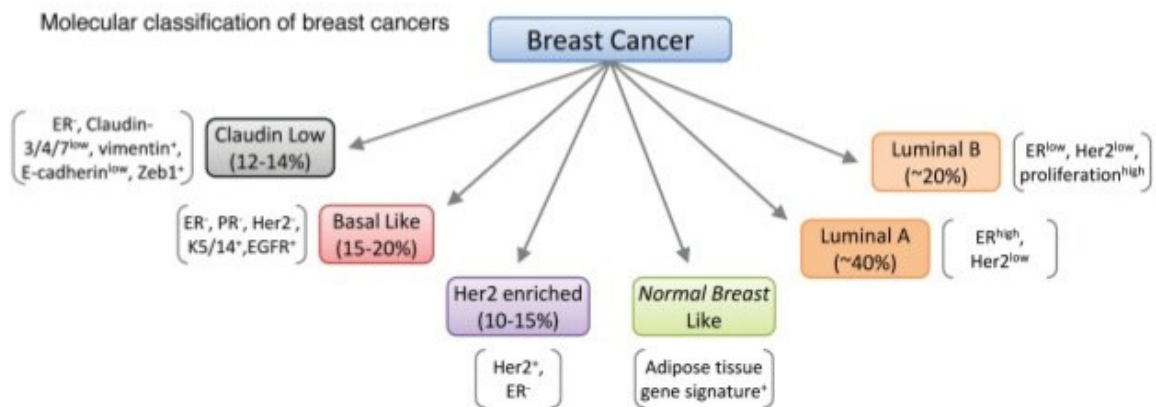 Molecular classification of breast cancers
Breast Cancer
ER⁻, Claudin-
3/4/7ˡᵒʷ, vimentin⁺,
E-cadherinˡᵒʷ, Zeb1⁺
Claudin Low
(12-14%)
ER⁻, PR⁻, Her2⁻,
K5/14⁺,EGFR⁺
Basal Like
(15-20%)
Her2 enriched
(10-15%)
Her2⁺,
ER⁻
Normal Breast
Like
Adipose tissue
gene signature⁺
Luminal A
(~40%)
ERʰⁱᵍʰ,
Her2ˡᵒʷ
Luminal B
(~20%)
ERˡᵒʷ, Her2ˡᵒʷ,
proliferationʰⁱᵍʰ